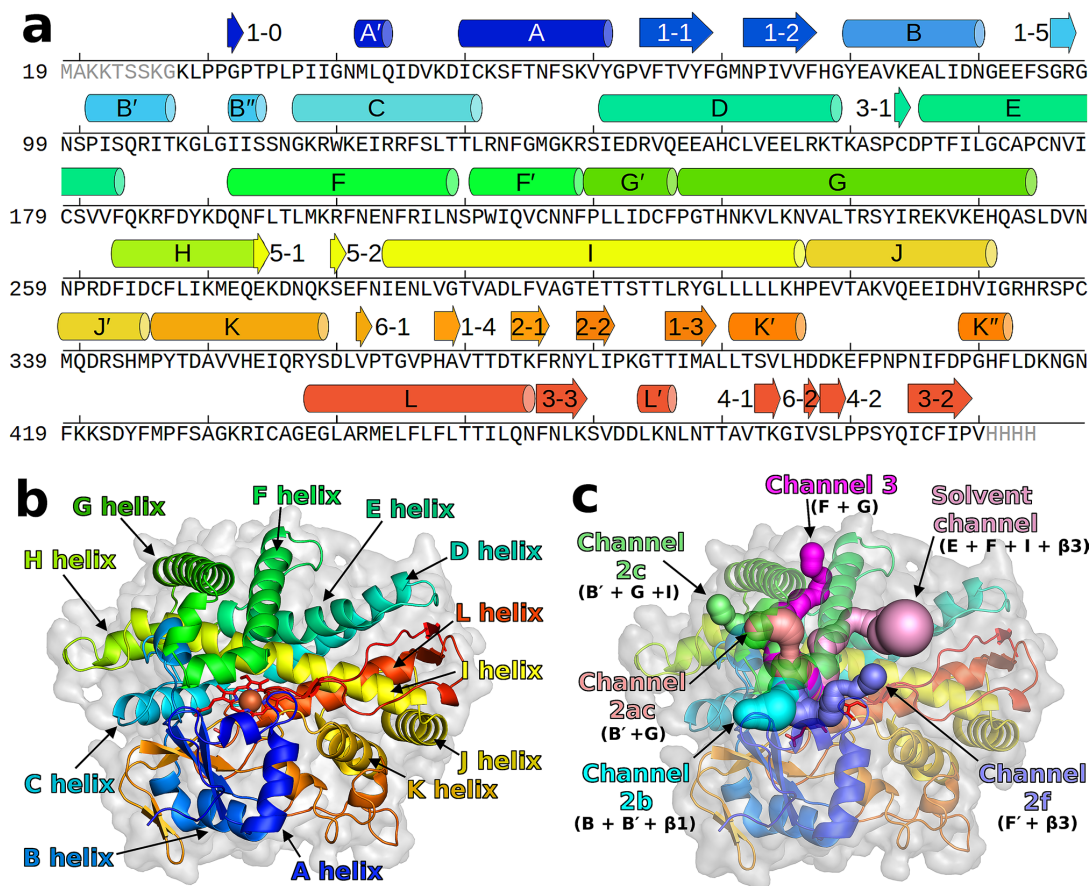 a
1-0 A′ A 1-1 1-2 B 1-5
19 MAKKTSSKGKLPPGPTPLPIIGNMLQIDVKDICKSFTNFSKVYGPVFTVYFGMNPIVVFHGYEAVKEALIDNGEEFSGRG
B′ B″ C D 3-1 E
99 NSPISQRITKGLGIISSNGKRWKEIRRFSLTTLRNFGMGKRSIEDRVQEEAHCLVEELRKTKASPCDPTFILGCAPCNVI
F F′ G′ G
179 CSVVFQKRFDYKDQNFLTLMKRFNENFRILNSPWIQVCNNFPLLIDCFPGTHNKVLKNVALTRSYIREKVKEHQASLDVN
H 5-1 5-2 I J
259 NPRDFIDCFLIKMEQEKDNQKSEFNIENLVGTVADLFVAGTETTSTTLRYGLLLLLKHPEVTAKVQEEIDHVIGRHRSPC
J′ K 6-1 1-4 2-1 2-2 1-3 K′ K″
339 MQDRSHMPYTDAVVHEIQRYSDLVPTGVPHAVTTDTKFRNYLIPKGTTIMALLTSVLHDDKEFPNPNIFDPGHFLDKNGN
L 3-3 L′ 4-1 6-2 4-2 3-2
419 FKKSDYFMPFSAGKRICAGEGLARMELFLFLTTILQNFNLKSVDDLKNLNTTAVTKGIVSLPPSYQICFIPVHHHH
b
G helix
F helix
E helix
H helix
D helix
L helix
I helix
C helix
J helix
K helix
B helix
A helix
c
Channel 3
(F + G)
Solvent
channel
(E + F + I + β3)
Channel
2c
(B′ + G +I)
Channel
2ac
(B′ +G)
Channel
2b
(B + B′ + β1)
Channel
2f
(F′ + β3)